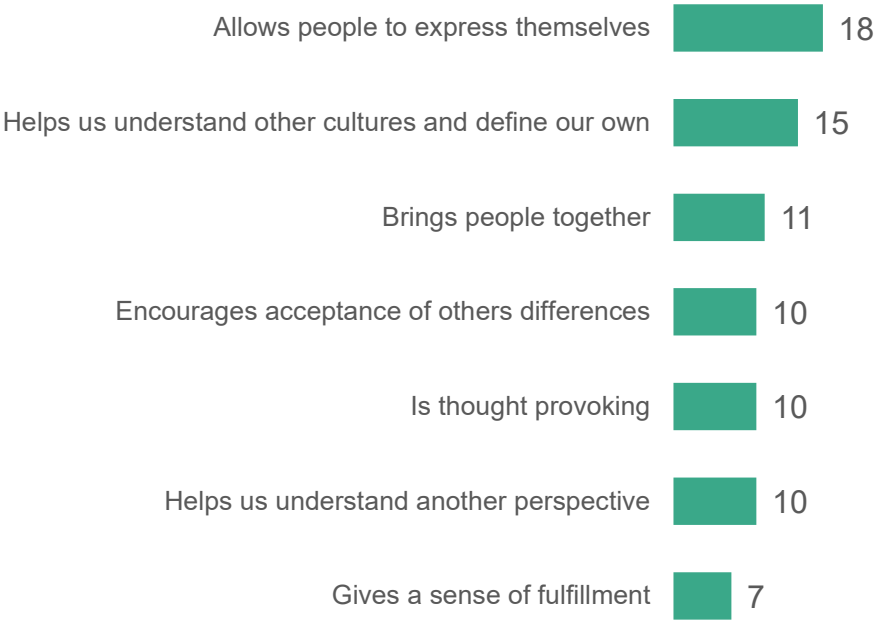 Allows people to express themselves 18
Helps us understand other cultures and define our own 15
Brings people together 11
Encourages acceptance of others differences 10
Is thought provoking 10
Helps us understand another perspective 10
Gives a sense of fulfillment 7